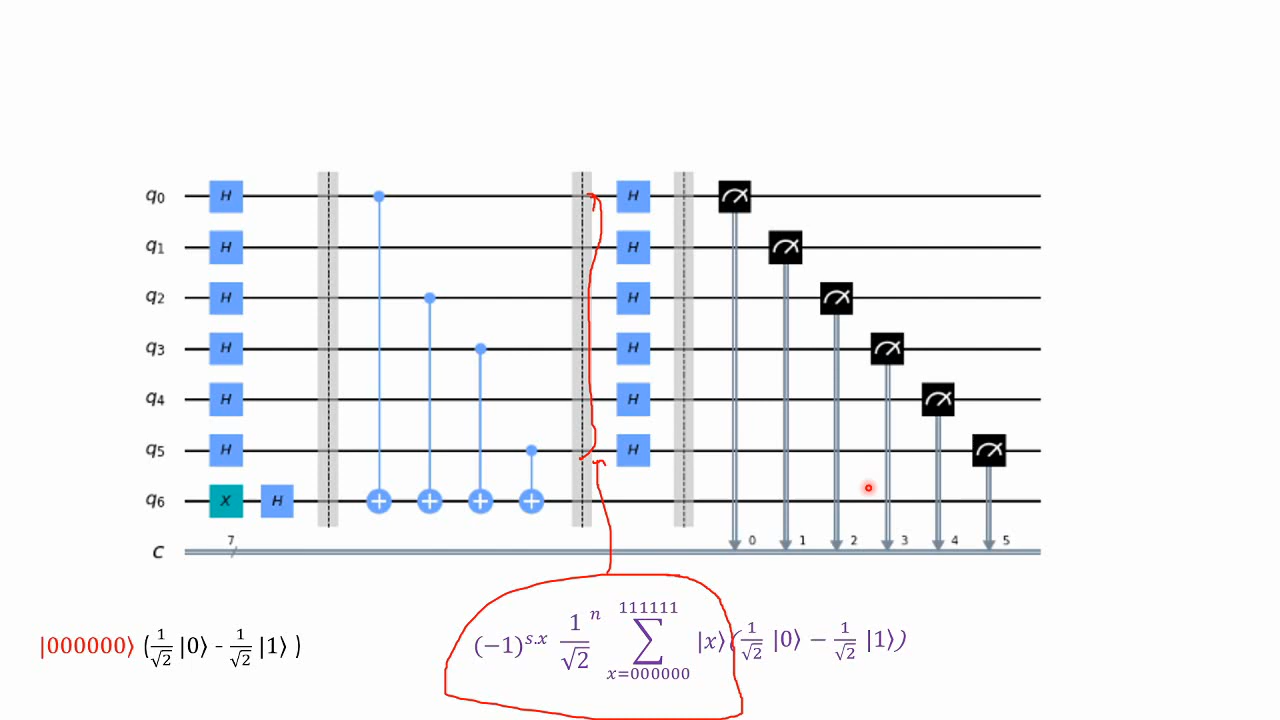 q0 H H
q1 H H
q2 H H
q3 H H
q4 H H
q5 H H
q6 X H
C 7 0 1 2 3 4 5
|000000⟩ (1/√2 |0⟩ - 1/√2 |1⟩ )
(−1)^{s.x} 1/√2^n ∑_{x=000000}^{111111} |x⟩(1/√2 |0⟩ − 1/√2 |1⟩)